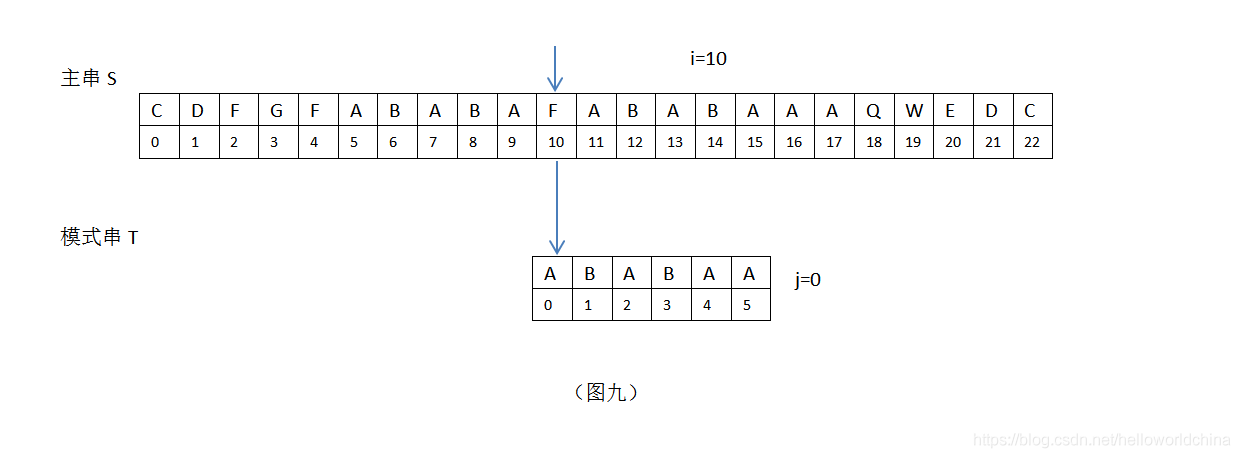 i=10
主串 S
C D F G F A B A B A F A B A B A A A Q W E D C
0 1 2 3 4 5 6 7 8 9 10 11 12 13 14 15 16 17 18 19 20 21 22
模式串 T
A B A B A A
j=0
0 1 2 3 4 5
（图九）
https://blog.csdn.net/helloworldchina